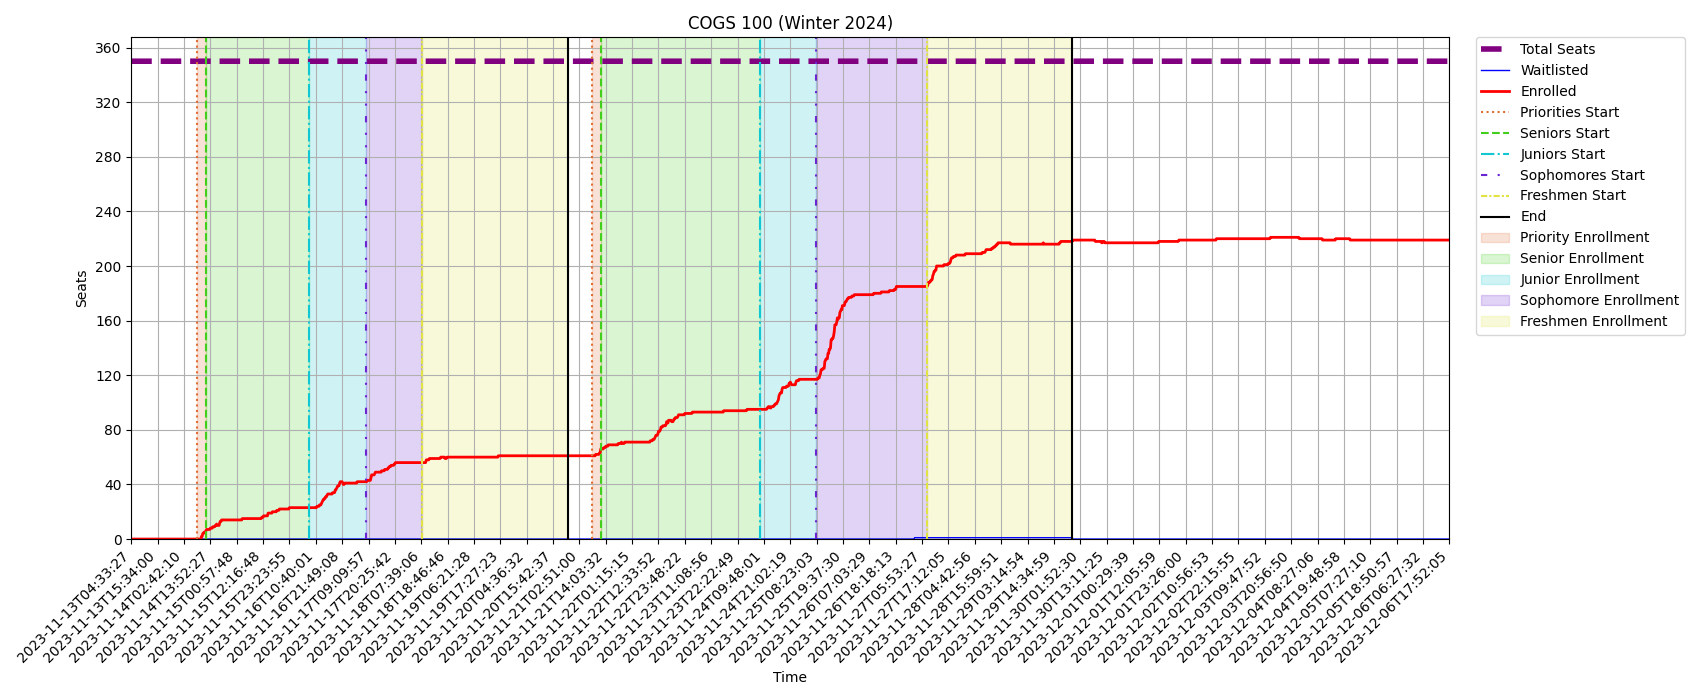 COGS 100 (Winter 2024)
360
320
280
240
200
160
120
80
40
0
Seats
2023-11-13T04:33:27
2023-11-13T15:34:00
2023-11-14T02:42:10
2023-11-14T13:52:27
2023-11-15T00:57:48
2023-11-15T12:16:48
2023-11-15T23:23:55
2023-11-16T10:40:01
2023-11-16T21:49:08
2023-11-17T09:09:57
2023-11-17T20:25:42
2023-11-18T07:39:06
2023-11-18T18:46:46
2023-11-19T06:21:28
2023-11-19T17:27:23
2023-11-20T04:36:32
2023-11-20T15:42:37
2023-11-21T02:51:00
2023-11-21T14:03:32
2023-11-22T01:15:15
2023-11-22T12:33:52
2023-11-22T23:48:22
2023-11-23T11:08:56
2023-11-23T22:22:49
2023-11-24T09:48:01
2023-11-24T21:02:19
2023-11-25T08:23:03
2023-11-25T19:37:30
2023-11-26T07:03:29
2023-11-26T18:18:13
2023-11-27T05:53:27
2023-11-27T17:12:05
2023-11-28T04:42:56
2023-11-28T15:59:51
2023-11-29T03:14:54
2023-11-29T14:34:59
2023-11-30T01:52:30
2023-11-30T13:11:25
2023-12-01T00:29:39
2023-12-01T12:05:59
2023-12-01T23:26:00
2023-12-02T10:56:53
2023-12-02T22:15:55
2023-12-03T09:47:52
2023-12-03T20:56:50
2023-12-04T08:27:06
2023-12-04T19:48:58
2023-12-05T07:27:10
2023-12-05T18:50:57
2023-12-06T06:27:32
2023-12-06T17:52:05
Time
Total Seats
Waitlisted
Enrolled
Priorities Start
Seniors Start
Juniors Start
Sophomores Start
Freshmen Start
End
Priority Enrollment
Senior Enrollment
Junior Enrollment
Sophomore Enrollment
Freshmen Enrollment